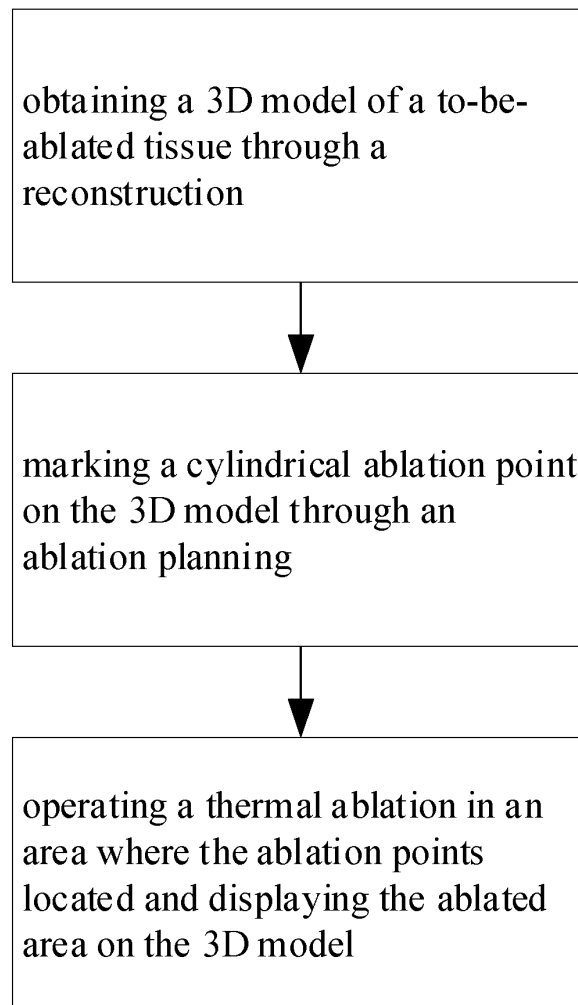 obtaining a 3D model of a to-be-
ablated tissue through a
reconstruction
marking a cylindrical ablation point
on the 3D model through an
ablation planning
operating a thermal ablation in an
area where the ablation points
located and displaying the ablated
area on the 3D model